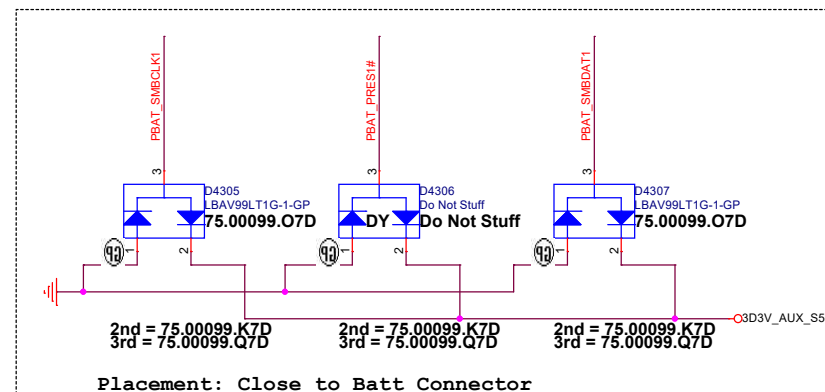 PBAT_SMBCLK1
PBAT_PRES1#
PBAT_SMBDAT1
3
3
3
D4305
LBAV99LT1G-1-GP
75.00099.O7D
D4306
Do Not Stuff
DY Do Not Stuff
D4307
LBAV99LT1G-1-GP
75.00099.O7D
1
2
1
2
1
2
3D3V_AUX_S5
2nd = 75.00099.K7D
3rd = 75.00099.Q7D
2nd = 75.00099.K7D
3rd = 75.00099.Q7D
2nd = 75.00099.K7D
3rd = 75.00099.Q7D
Placement: Close to Batt Connector